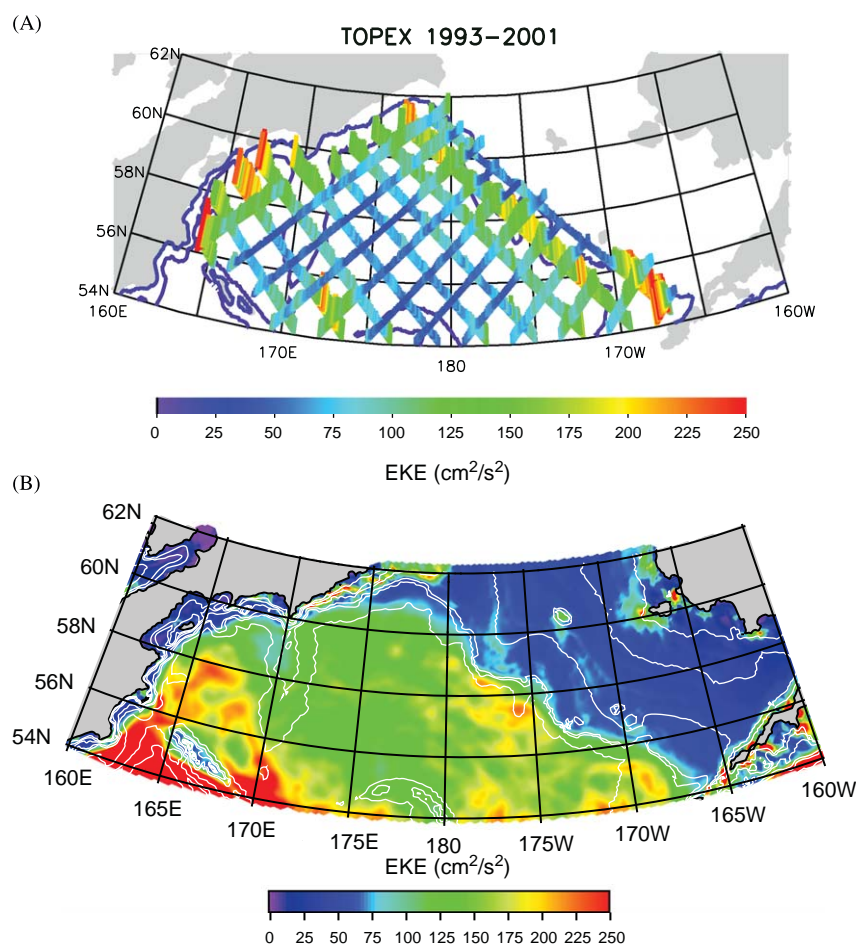 (A)
TOPEX 1993–2001
62N
60N
58N
56N
54N
160E
170E
180
170W
160W
0 25 50 75 100 125 150 175 200 225 250
EKE (cm²/s²)
(B)
62N
60N
58N
56N
54N
160E
165E
170E
175E
180
175W
170W
165W
160W
EKE (cm²/s²)
0 25 50 75 100 125 150 175 200 225 250